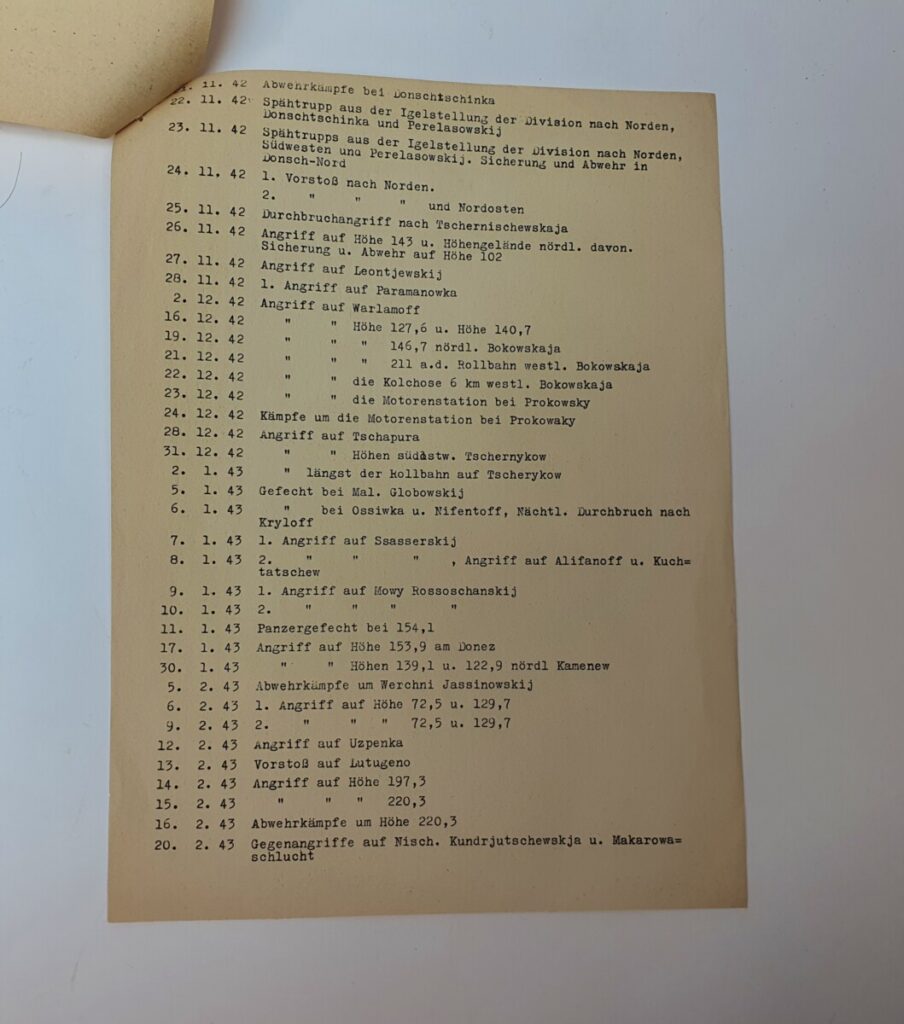 . 11. 42 Abwehrkämpfe bei Donschtschinka
22. 11. 42 Spähtrupp aus der Igelstellung der Division nach Norden,
Donschtschinka und Perelasowskij
23. 11. 42 Spähtrupps aus der Igelstellung der Division nach Norden,
Südwesten und Perelasowskij. Sicherung und Abwehr in
Donsch-Nord
24. 11. 42 1. Vorstoß nach Norden.
2. " " " und Nordosten
25. 11. 42 Durchbruchangriff nach Tschernischewskaja
26. 11. 42 Angriff auf Höhe 143 u. Höhengelände nördl. davon.
Sicherung u. Abwehr auf Höhe 102
27. 11. 42 Angriff auf Leontjewskij
28. 11. 42 1. Angriff auf Paramanowka
2. 12. 42 Angriff auf Warlamoff
16. 12. 42 " " Höhe 127,6 u. Höhe 140,7
19. 12. 42 " " " 146,7 nördl. Bokowskaja
21. 12. 42 " " " 211 a.d. Rollbahn westl. Bokowskaja
22. 12. 42 " " die Kolchose 6 km westl. Bokowskaja
23. 12. 42 " " die Motorenstation bei Prokowsky
24. 12. 42 Kämpfe um die Motorenstation bei Prokowaky
28. 12. 42 Angriff auf Tschapura
31. 12. 42 " " Höhen südöstw. Tschernykow
2. 1. 43 " längst der Rollbahn auf Tscherykow
5. 1. 43 Gefecht bei Mal. Globowskij
6. 1. 43 " bei Ossiwka u. Nifentoff, Nächtl. Durchbruch nach
Kryloff
7. 1. 43 1. Angriff auf Ssasserskij
8. 1. 43 2. " " " , Angriff auf Alifanoff u. Kuch=
tatschew
9. 1. 43 1. Angriff auf Mowy Rossoschanskij
10. 1. 43 2. " " " "
11. 1. 43 Panzergefecht bei 154,1
17. 1. 43 Angriff auf Höhe 153,9 am Donez
30. 1. 43 " " Höhen 139,1 u. 122,9 nördl Kamenew
5. 2. 43 Abwehrkämpfe um Werchni Jassinowskij
6. 2. 43 1. Angriff auf Höhe 72,5 u. 129,7
9. 2. 43 2. " " " 72,5 u. 129,7
12. 2. 43 Angriff auf Uzpenka
13. 2. 43 Vorstoß auf Lutugeno
14. 2. 43 Angriff auf Höhe 197,3
15. 2. 43 " " " 220,3
16. 2. 43 Abwehrkämpfe um Höhe 220,3
20. 2. 43 Gegenangriffe auf Nisch. Kundrjutschewskja u. Makarowa=
schlucht